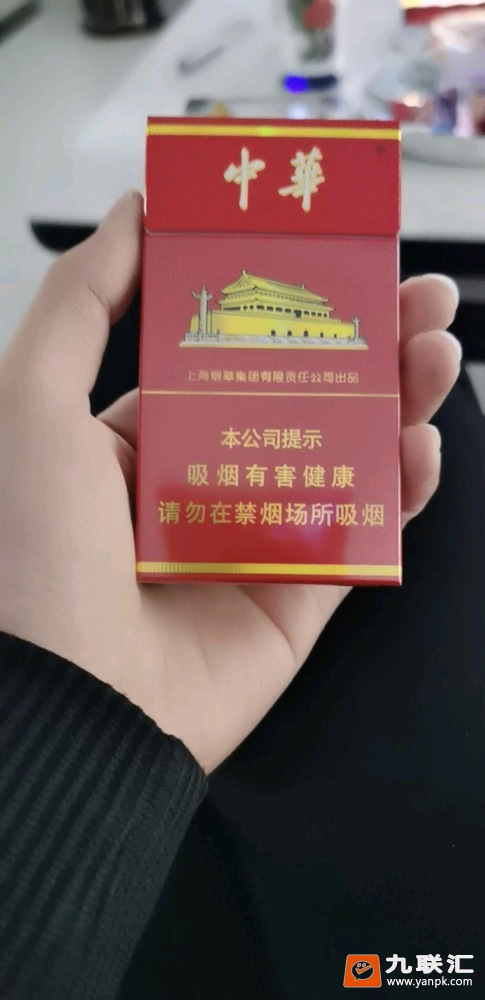 中華
上海烟草集团有限责任公司出品
本公司提示
吸烟有害健康
请勿在禁烟场所吸烟
九联汇
www.yanpk.com